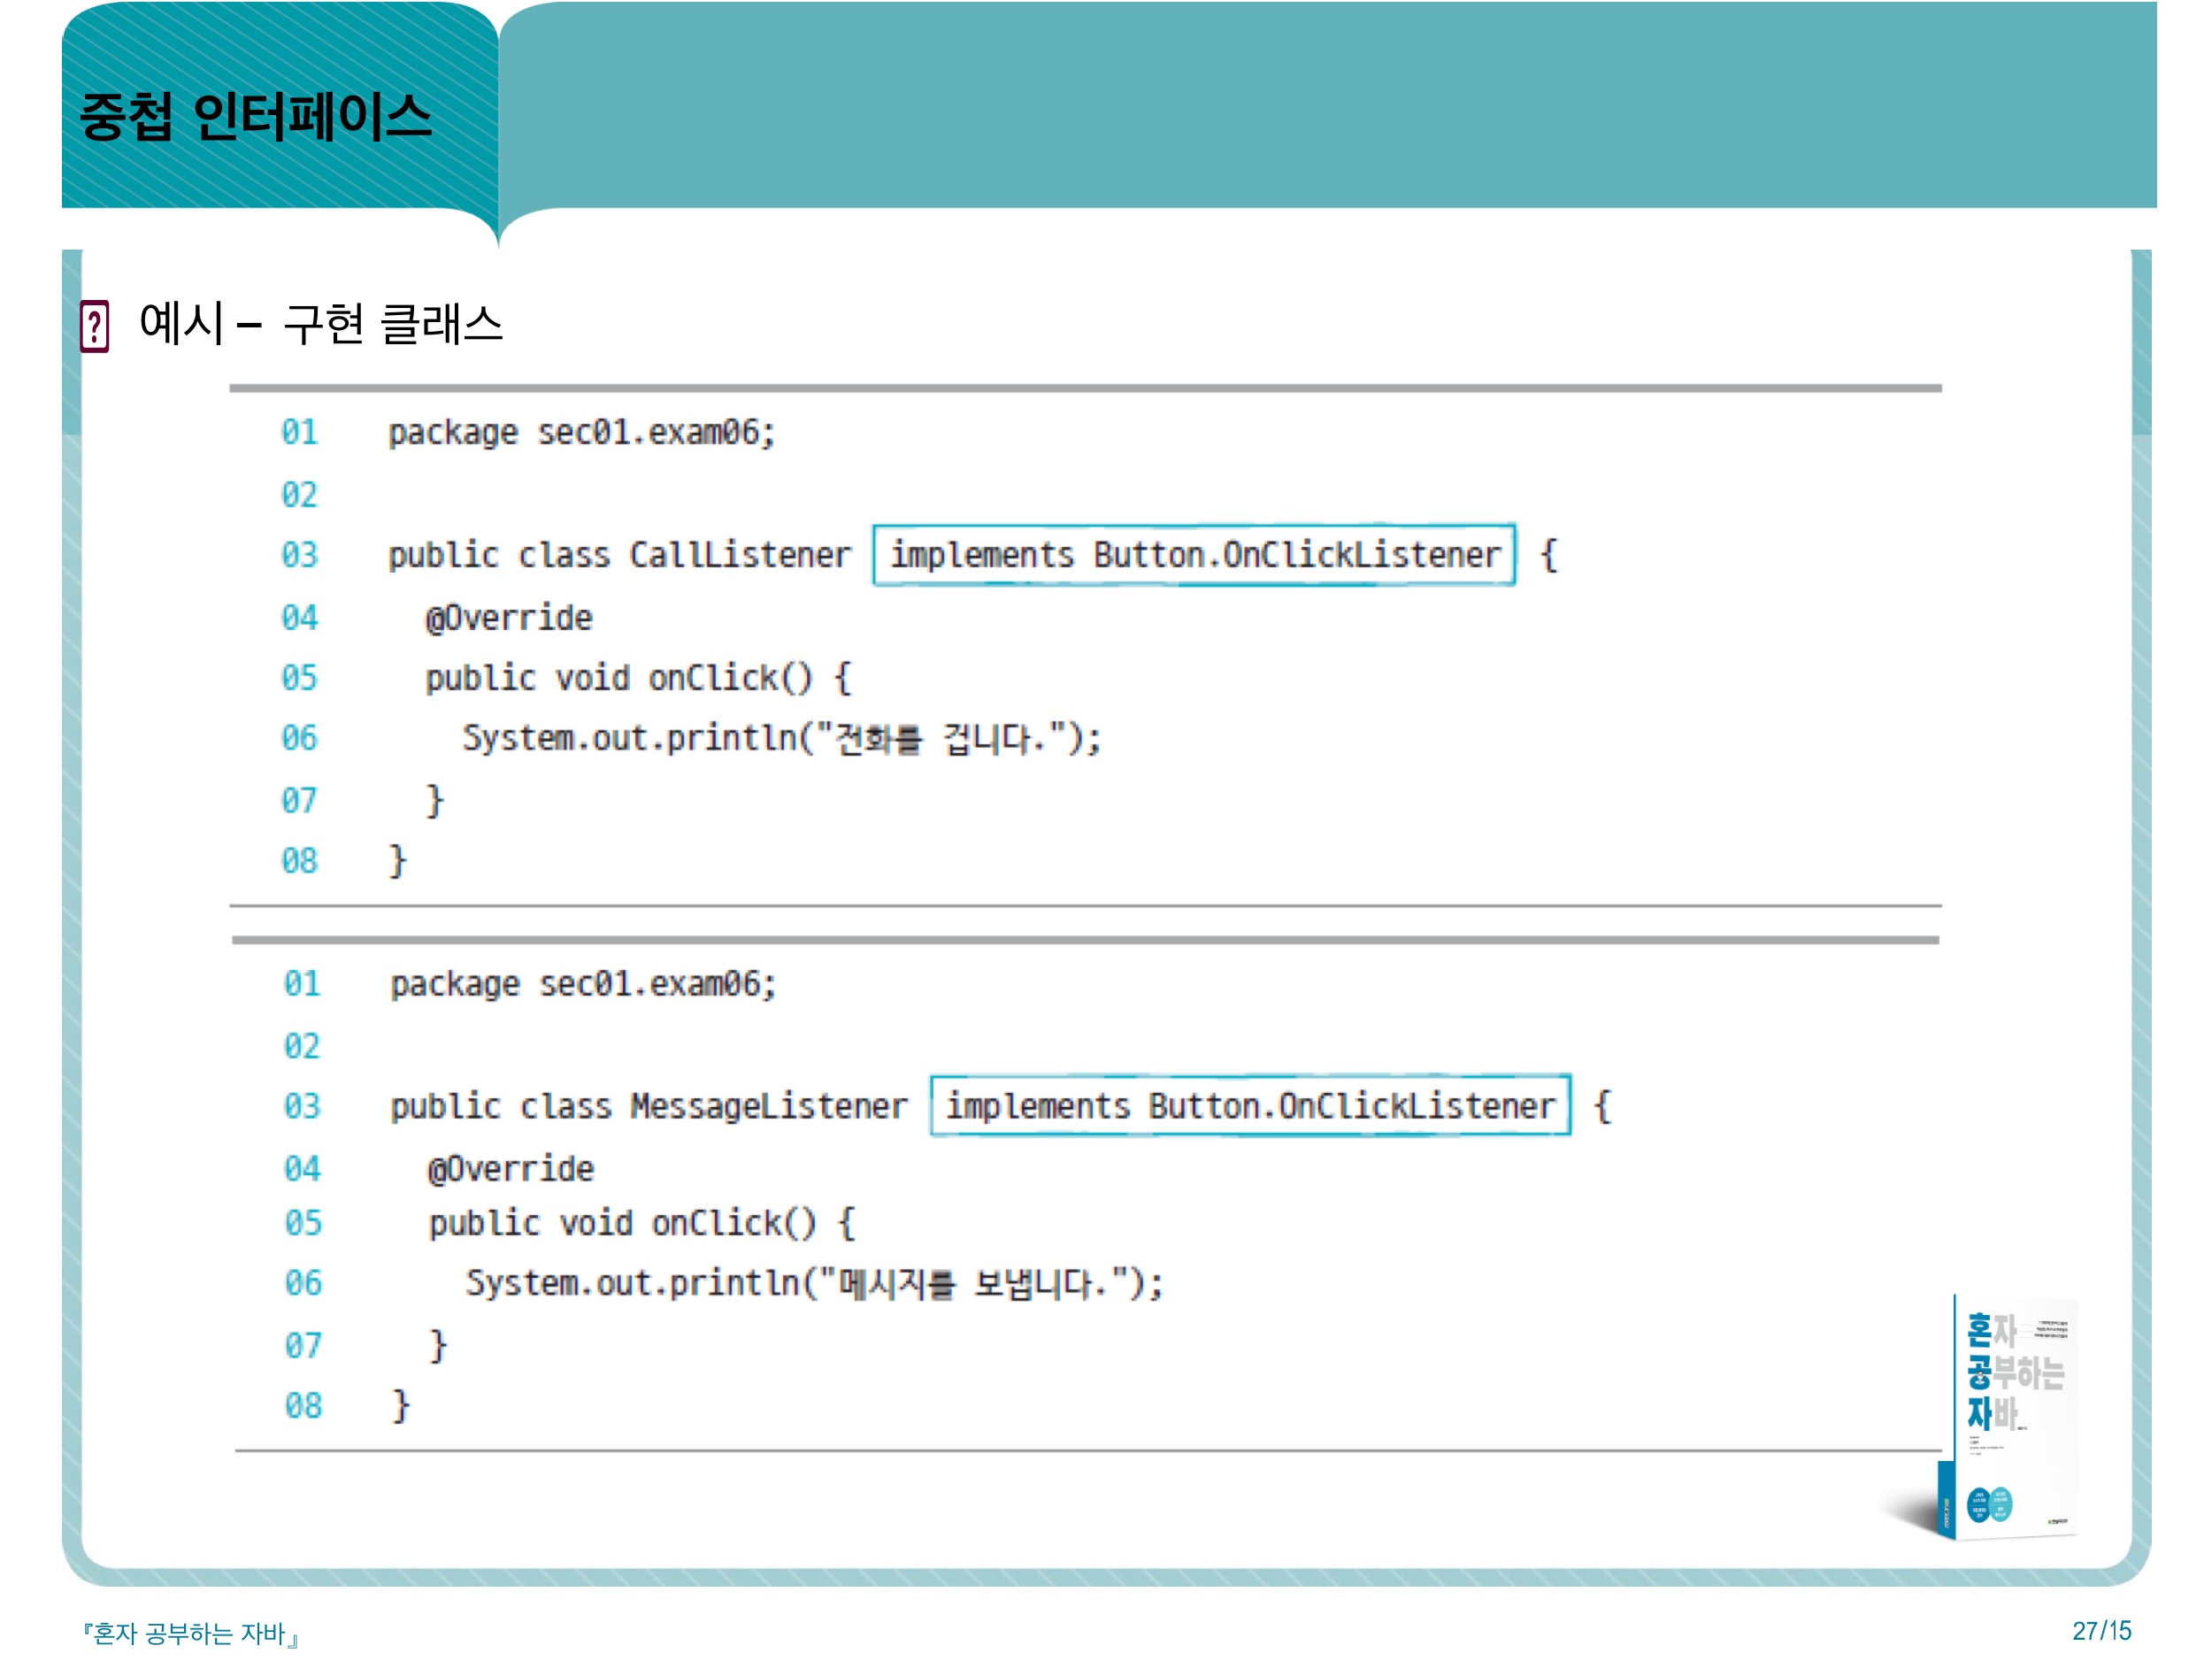 중첩 인터페이스
예시 – 구현 클래스
01 package sec01.exam06;
02
03 public class CallListener implements Button.OnClickListener {
04 @Override
05 public void onClick() {
06 System.out.println("전화를 겁니다.");
07 }
08 }
01 package sec01.exam06;
02
03 public class MessageListener implements Button.OnClickListener {
04 @Override
05 public void onClick() {
06 System.out.println("메시지를 보냅니다.");
07 }
08 }
혼자
공부하는
자바
『혼자 공부하는 자바』
27/15